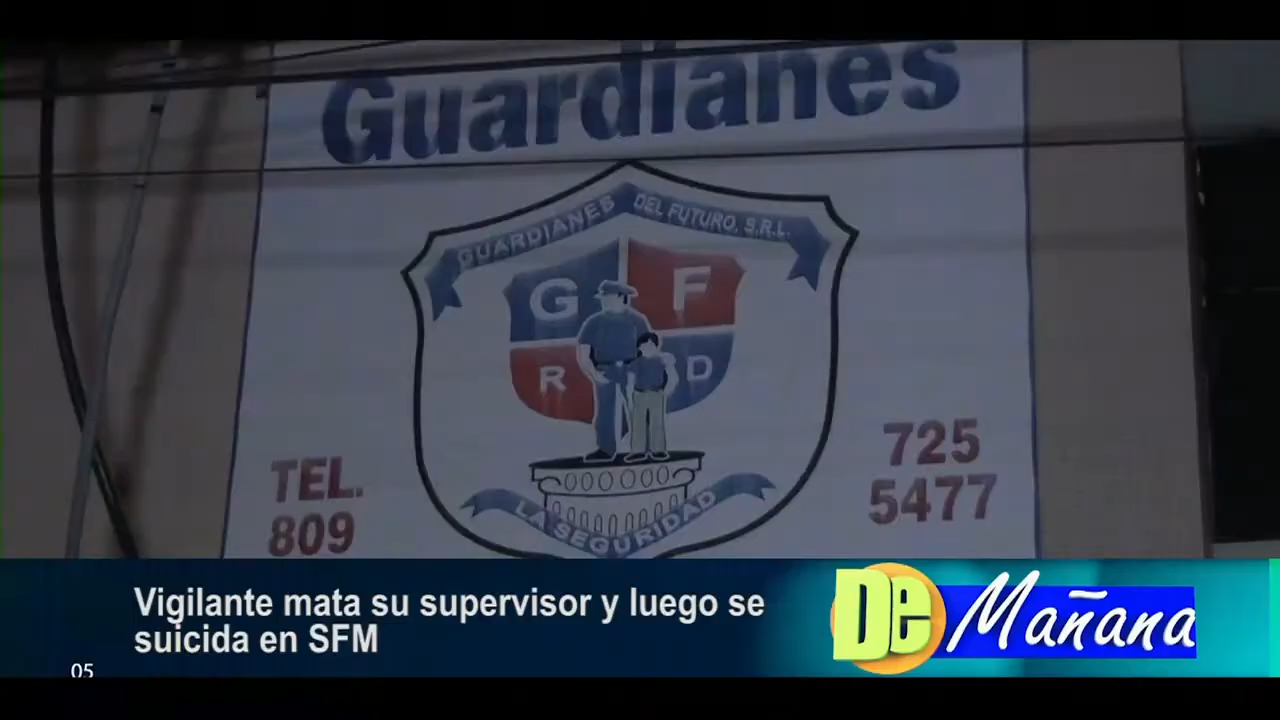 Guardianes
GUARDIANES DEL FUTURO, S.R.L.
G F
R D
LA SEGURIDAD
TEL.
809
725
5477
Vigilante mata su supervisor y luego se
suicida en SFM
De Mañana
05